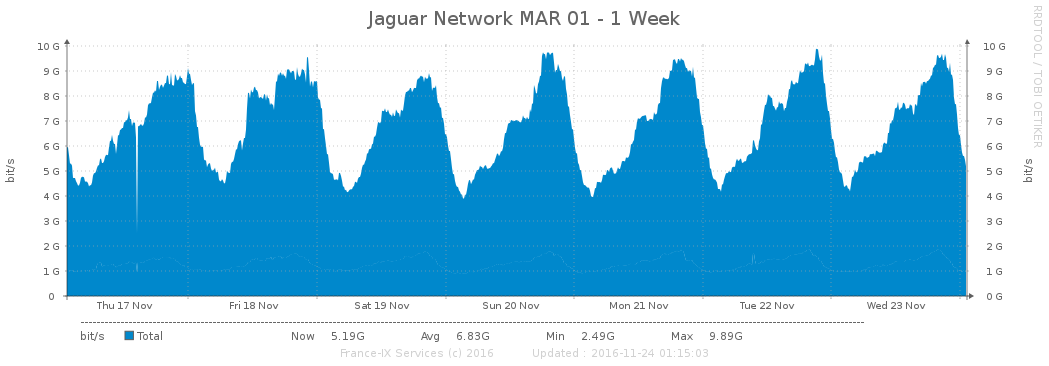 Jaguar Network MAR 01 - 1 Week
RRDTOOL / TOBI OETIKER
bit/s
bit/s
10 G 10 G
9 G 9 G
8 G 8 G
7 G 7 G
6 G 6 G
5 G 5 G
4 G 4 G
3 G 3 G
2 G 2 G
1 G 1 G
0 0 G
Thu 17 Nov Fri 18 Nov Sat 19 Nov Sun 20 Nov Mon 21 Nov Tue 22 Nov Wed 23 Nov
bit/s Total Now 5.19G Avg 6.83G Min 2.49G Max 9.89G
France-IX Services (c) 2016 Updated : 2016-11-24 01:15:03